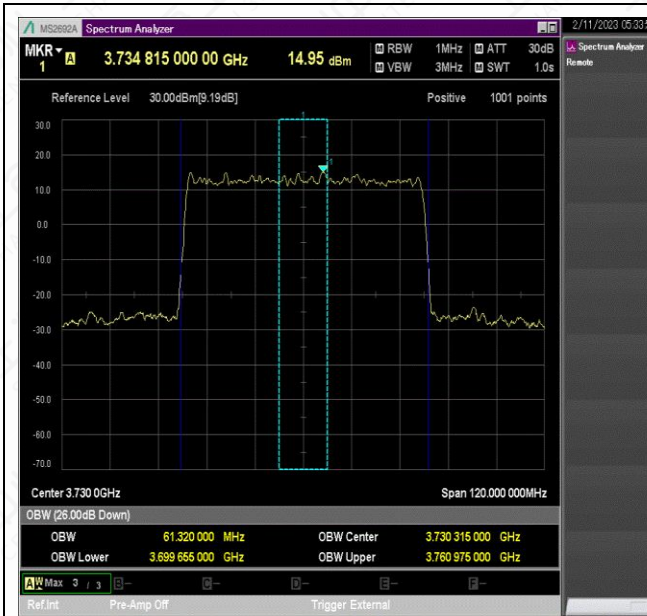 MS2692A Spectrum Analyzer
2/11/2023 05:33:5
MKR 1 A 3.734 815 000 00 GHz 14.95 dBm
M RBW 1MHz M ATT 30dB
M VBW 3MHz M SWT 1.0s
Spectrum Analyzer
Remote
Reference Level 30.00dBm[9.19dB] Positive 1001 points
30.0
20.0
10.0
0.0
-10.0
-20.0
-30.0
-40.0
-50.0
-60.0
-70.0
1
Center 3.730 0GHz Span 120.000 000MHz
OBW (26.00dB Down)
OBW 61.320 000 MHz OBW Center 3.730 315 000 GHz
OBW Lower 3.699 655 000 GHz OBW Upper 3.760 975 000 GHz
A W Max 3 / 3 B- C- D- E- F-
Ref.Int Pre-Amp Off Trigger External